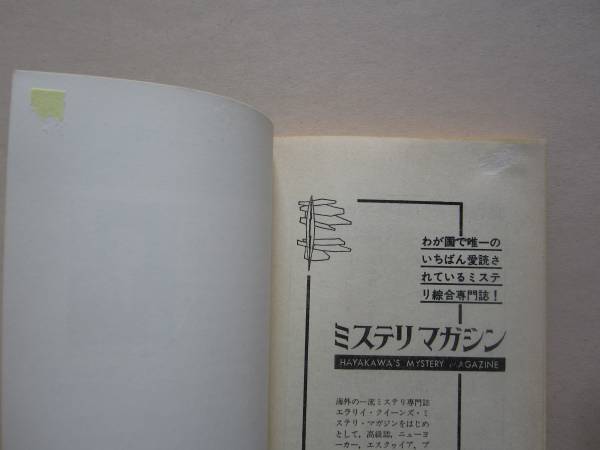 わが国で唯一の
いちばん愛読さ
れているミステ
リ綜合専門誌！
ミステリマガジン
HAYAKAWA'S MYSTERY MAGAZINE
海外の一流ミステリ専門誌
エラリイ・クイーンズ・ミ
ステリ・マガジンをはじめ
として，高級誌，ニューヨ
ーカー，エスクァイア，プ